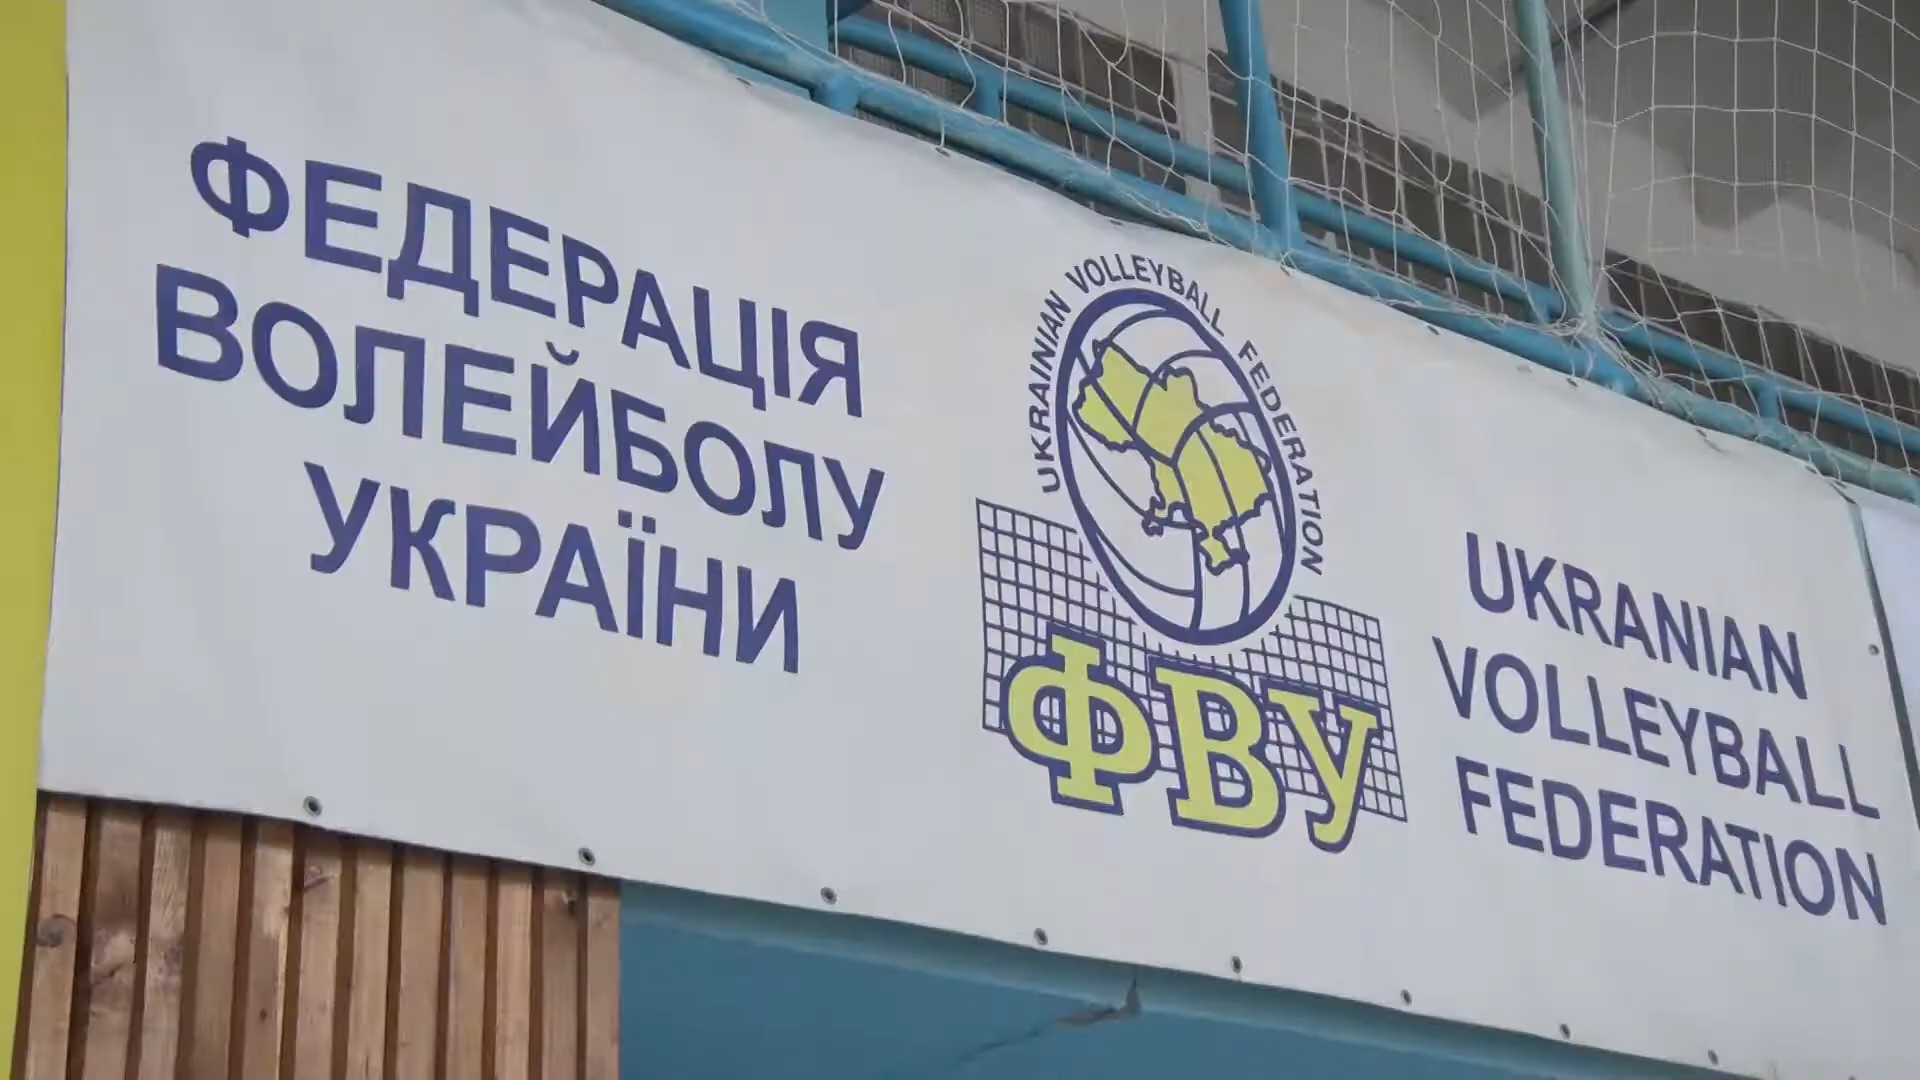 ФЕДЕРАЦІЯ
ВОЛЕЙБОЛУ
УКРАЇНИ
UKRAINIAN VOLLEYBALL FEDERATION
ФВУ
UKRANIAN
VOLLEYBALL
FEDERATION